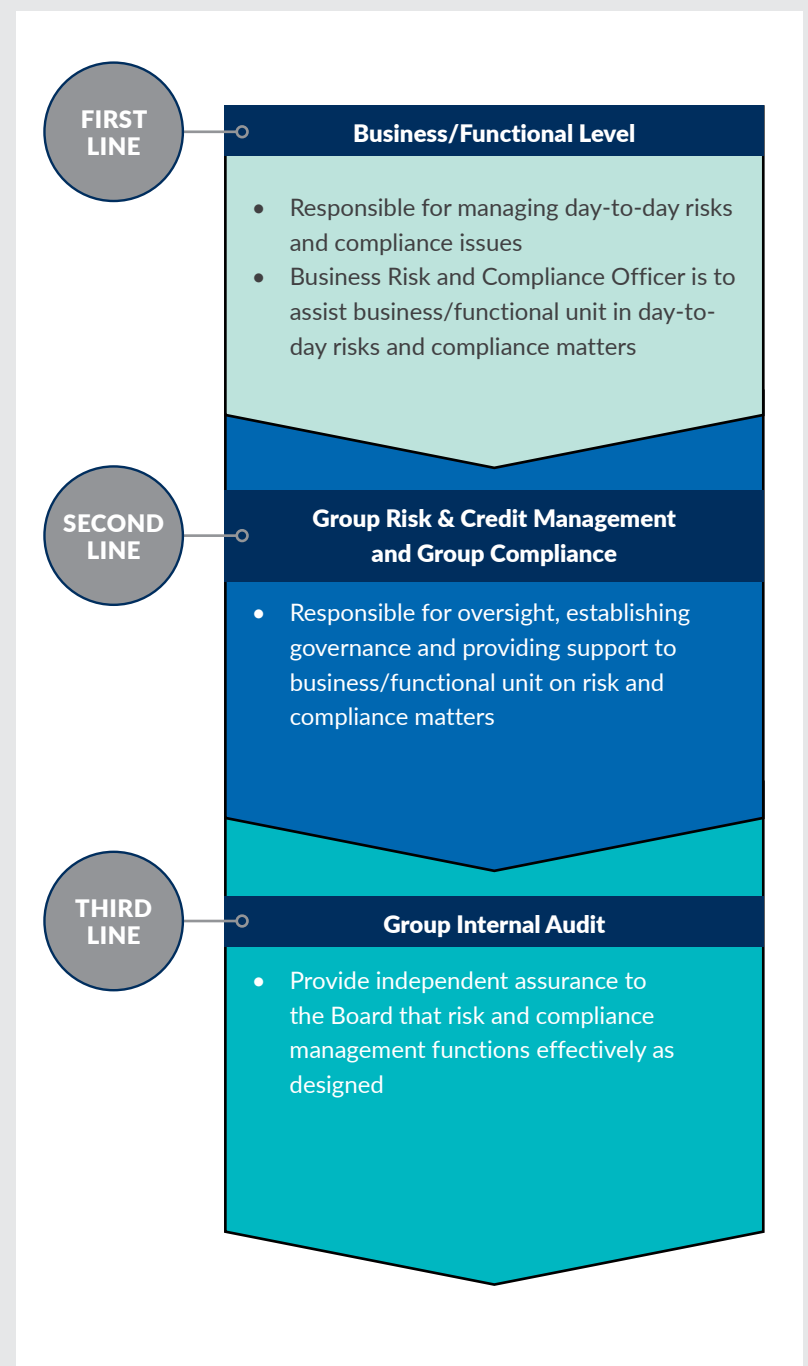 FIRST
LINE
Business/Functional Level
• Responsible for managing day-to-day risks
and compliance issues
• Business Risk and Compliance Officer is to
assist business/functional unit in day-to-
day risks and compliance matters
SECOND
LINE
Group Risk & Credit Management
and Group Compliance
• Responsible for oversight, establishing
governance and providing support to
business/functional unit on risk and
compliance matters
THIRD
LINE
Group Internal Audit
• Provide independent assurance to
the Board that risk and compliance
management functions effectively as
designed